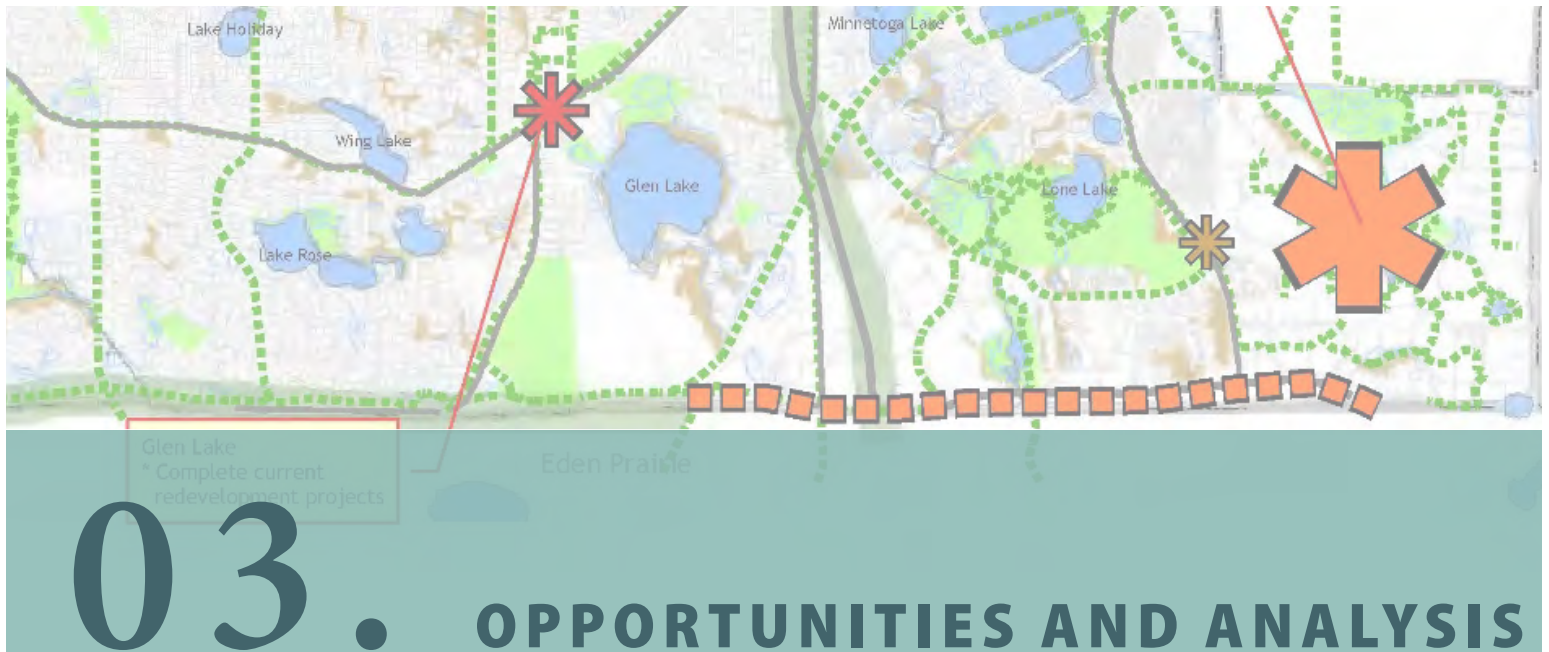 Lake Holiday
Minnetoga Lake
Wing Lake
Glen Lake
Lone Lake
Lake Rose
Glen Lake
* Complete current
redevelopment projects
Eden Prairie
03. OPPORTUNITIES AND ANALYSIS